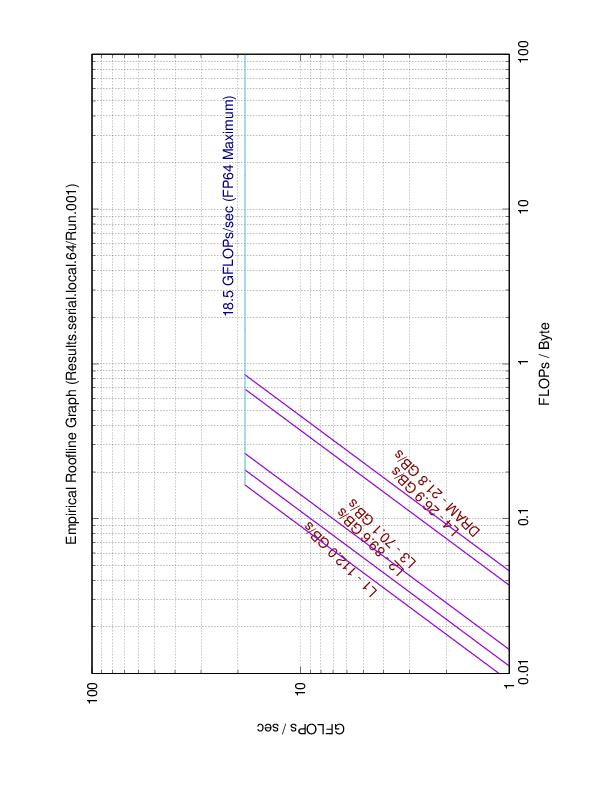 Empirical Roofline Graph (Results.serial.local.64/Run.001)
100
10
1
GFLOPs / sec
18.5 GFLOPs/sec (FP64 Maximum)
L1 - 112.0 GB/s
L2 - 89.6 GB/s
L3 - 70.1 GB/s
L4 - 26.9 GB/s
DRAM - 21.8 GB/s
0.01
0.1
1
10
100
FLOPs / Byte